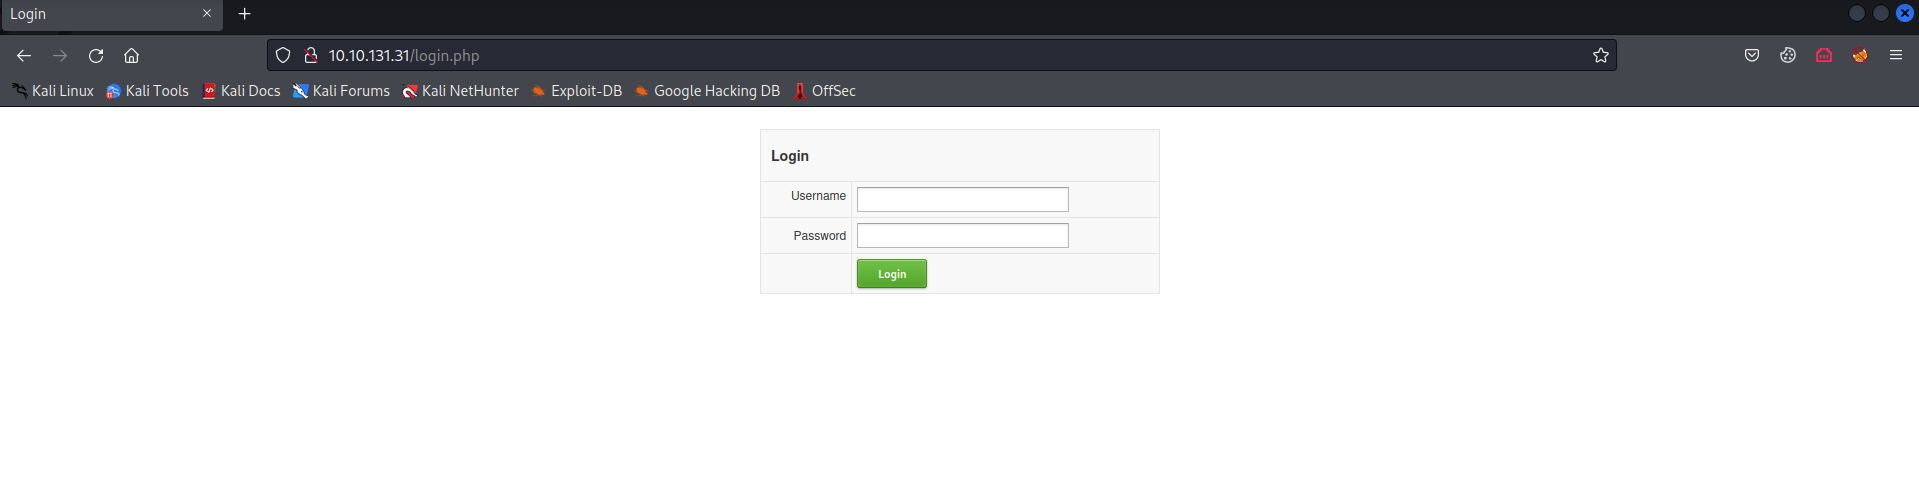 Login
10.10.131.31/login.php
Kali Linux Kali Tools Kali Docs Kali Forums Kali NetHunter Exploit-DB Google Hacking DB OffSec
Login
Username
Password
Login